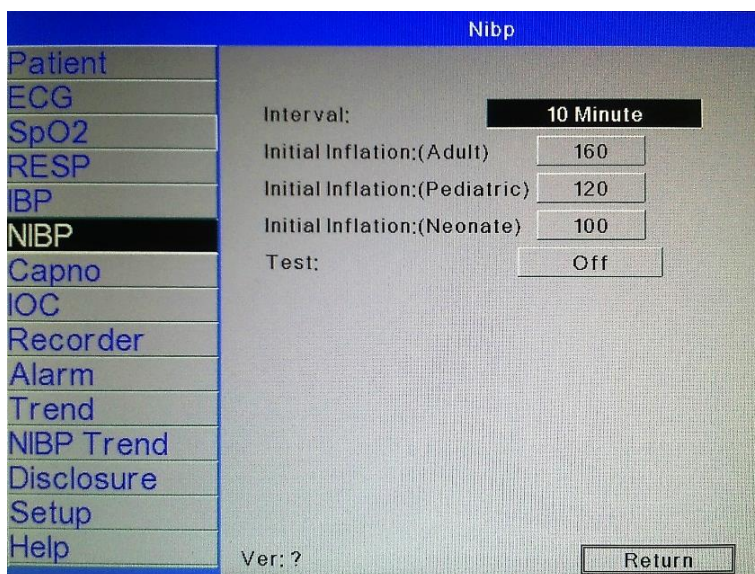 Nibp
Patient
ECG
SpO2
RESP
IBP
NIBP
Capno
IOC
Recorder
Alarm
Trend
NIBP Trend
Disclosure
Setup
Help
Interval: 10 Minute
Initial Inflation:(Adult) 160
Initial Inflation:(Pediatric) 120
Initial Inflation:(Neonate) 100
Test: Off
Ver: ? Return